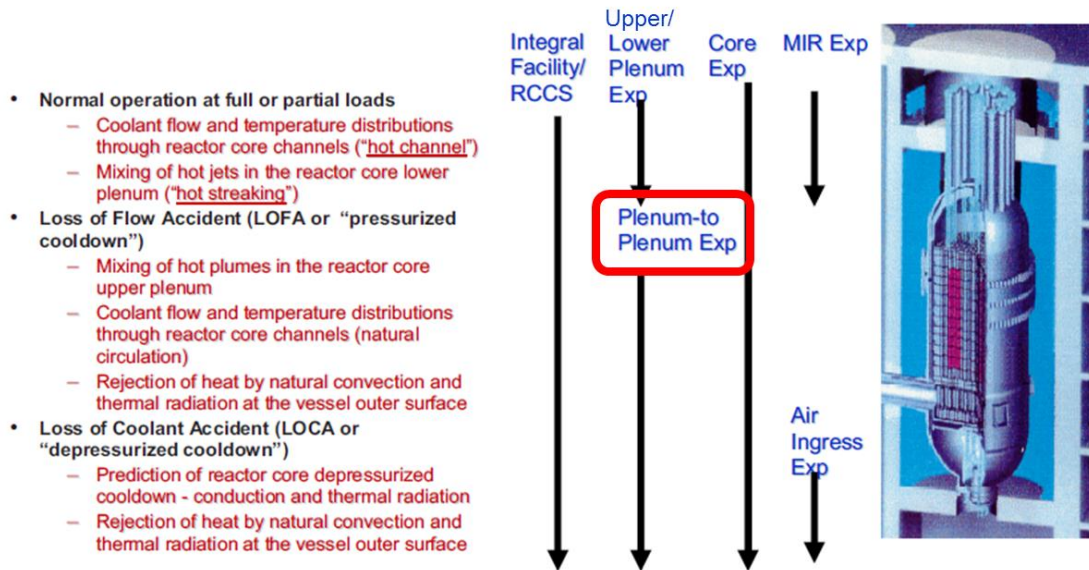 Integral
Facility/
RCCS
Upper/
Lower
Plenum
Exp
Core
Exp
MIR Exp
• Normal operation at full or partial loads
– Coolant flow and temperature distributions
through reactor core channels (“hot channel”)
– Mixing of hot jets in the reactor core lower
plenum (“hot streaking”)
• Loss of Flow Accident (LOFA or “pressurized
cooldown”)
– Mixing of hot plumes in the reactor core
upper plenum
– Coolant flow and temperature distributions
through reactor core channels (natural
circulation)
– Rejection of heat by natural convection and
thermal radiation at the vessel outer surface
• Loss of Coolant Accident (LOCA or
“depressurized cooldown”)
– Prediction of reactor core depressurized
cooldown - conduction and thermal radiation
– Rejection of heat by natural convection and
thermal radiation at the vessel outer surface
Plenum-to
Plenum Exp
Air
Ingress
Exp